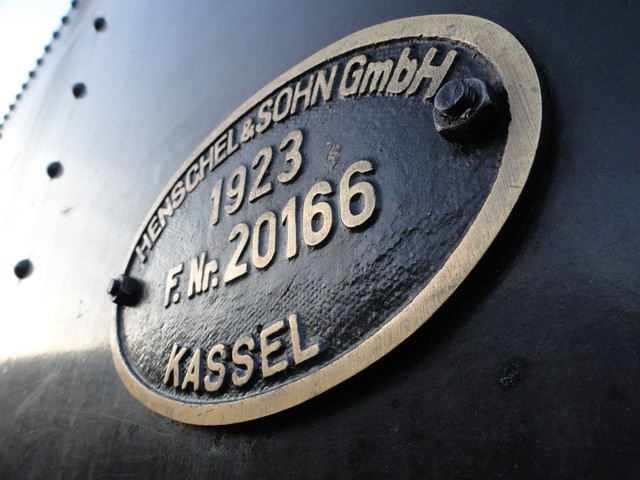 HENSCHEL & SOHN GmbH
1923
F. Nr. 20166
KASSEL